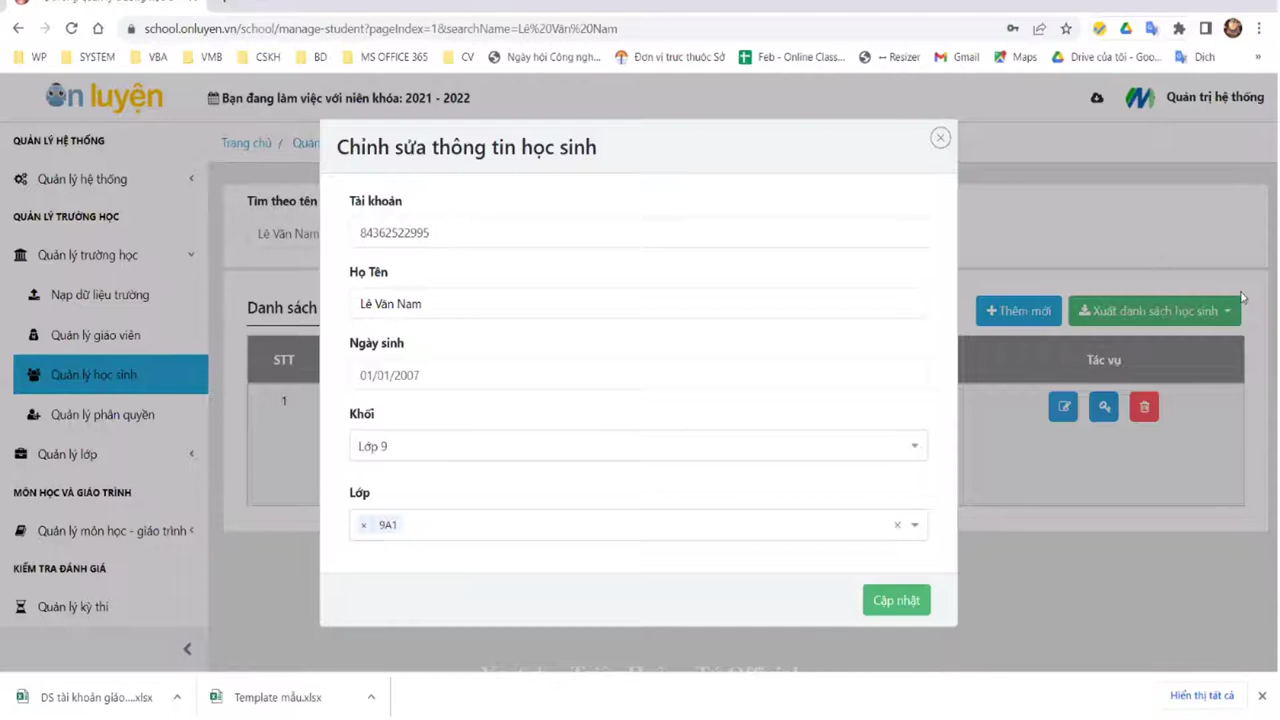 school.onluyen.vn/school/manage-student?pageIndex=1&searchName=Lê%20Văn%20Nam
WP SYSTEM VBA VMB CSKH BD MS OFFICE 365 CV Ngày hội Công ngh... Đơn vị trực thuộc Sở Feb - Online Class... -- Resizer Gmail Maps Drive của tôi - Goo... Dịch »
n luyện Bạn đang làm việc với niên khóa: 2021 - 2022 Quản trị hệ thống
QUẢN LÝ HỆ THỐNG
Quản lý hệ thống
QUẢN LÝ TRƯỜNG HỌC
Quản lý trường học
Nạp dữ liệu trường
Quản lý giáo viên
Quản lý học sinh
Quản lý phân quyền
Quản lý lớp
MÔN HỌC VÀ GIÁO TRÌNH
Quản lý môn học - giáo trình
KIỂM TRA ĐÁNH GIÁ
Quản lý kỳ thi
Trang chủ / Quản
Tìm theo tên
Lê Văn Nam
Danh sách
Thêm mới Xuất danh sách học sinh
STT Tác vụ
1
Chỉnh sửa thông tin học sinh
Tài khoản
84362522995
Họ Tên
Lê Văn Nam
Ngày sinh
01/01/2007
Khối
Lớp 9
Lớp
× 9A1 ×
Cập nhật
DS tài khoản giáo....xlsx Template mẫu.xlsx Hiển thị tất cả